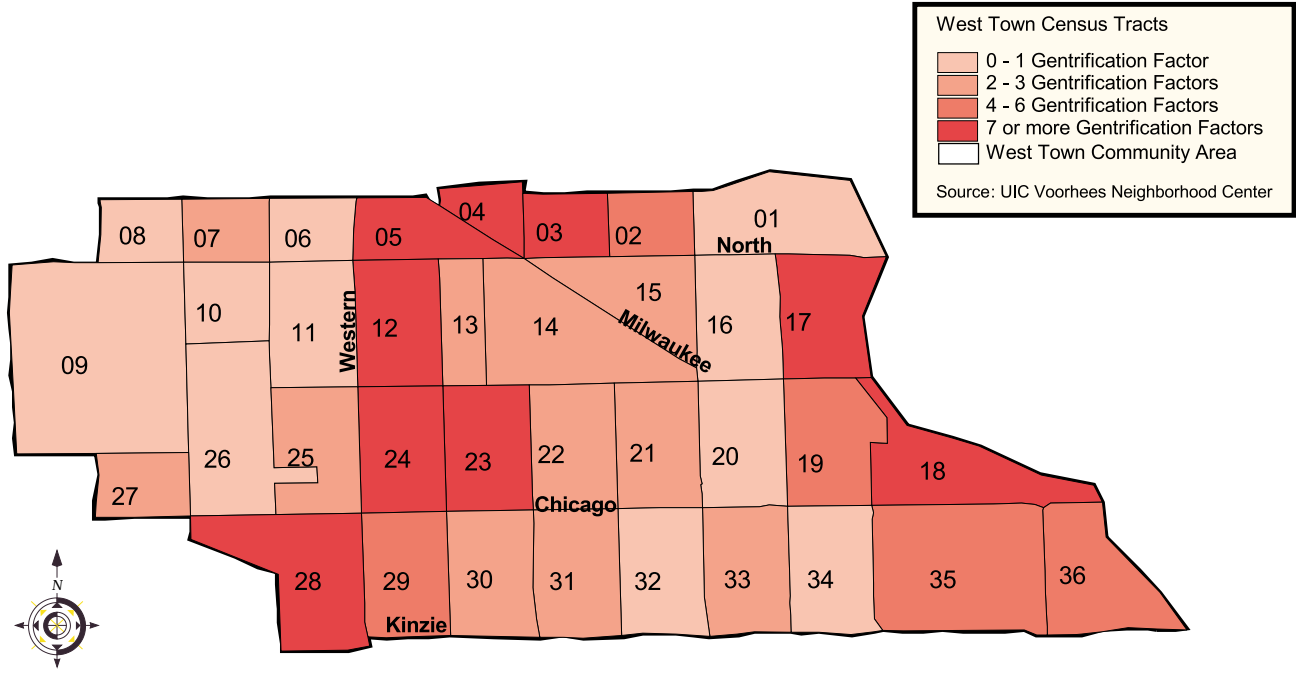 West Town Census Tracts
0 - 1 Gentrification Factor
2 - 3 Gentrification Factors
4 - 6 Gentrification Factors
7 or more Gentrification Factors
West Town Community Area
Source: UIC Voorhees Neighborhood Center
08
07
06
05
04
03
02
01
North
09
10
11
Western
12
13
14
15
Milwaukee
16
17
26
25
24
23
22
21
20
19
18
27
Chicago
28
29
30
31
32
33
34
35
36
Kinzie
N